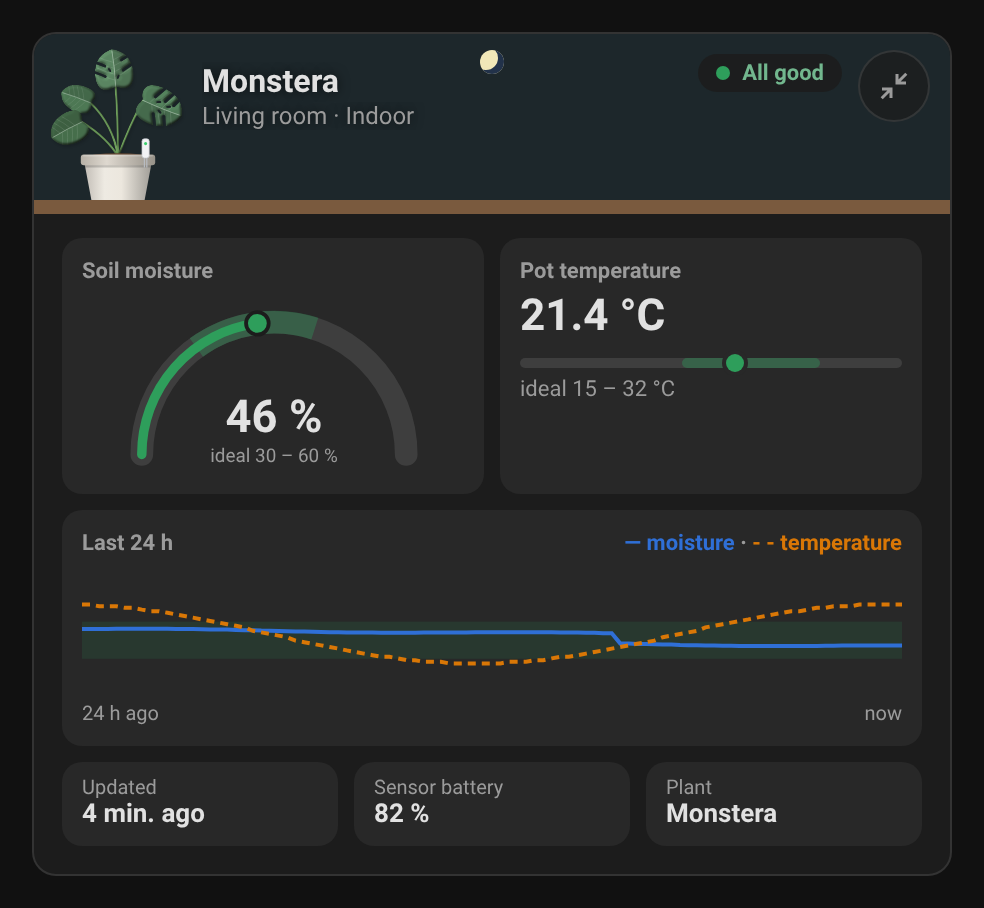 Monstera
Living room · Indoor
All good
Soil moisture
46 %
ideal 30 – 60 %
Pot temperature
21.4 °C
ideal 15 – 32 °C
Last 24 h
— moisture · - - temperature
24 h ago
now
Updated
4 min. ago
Sensor battery
82 %
Plant
Monstera